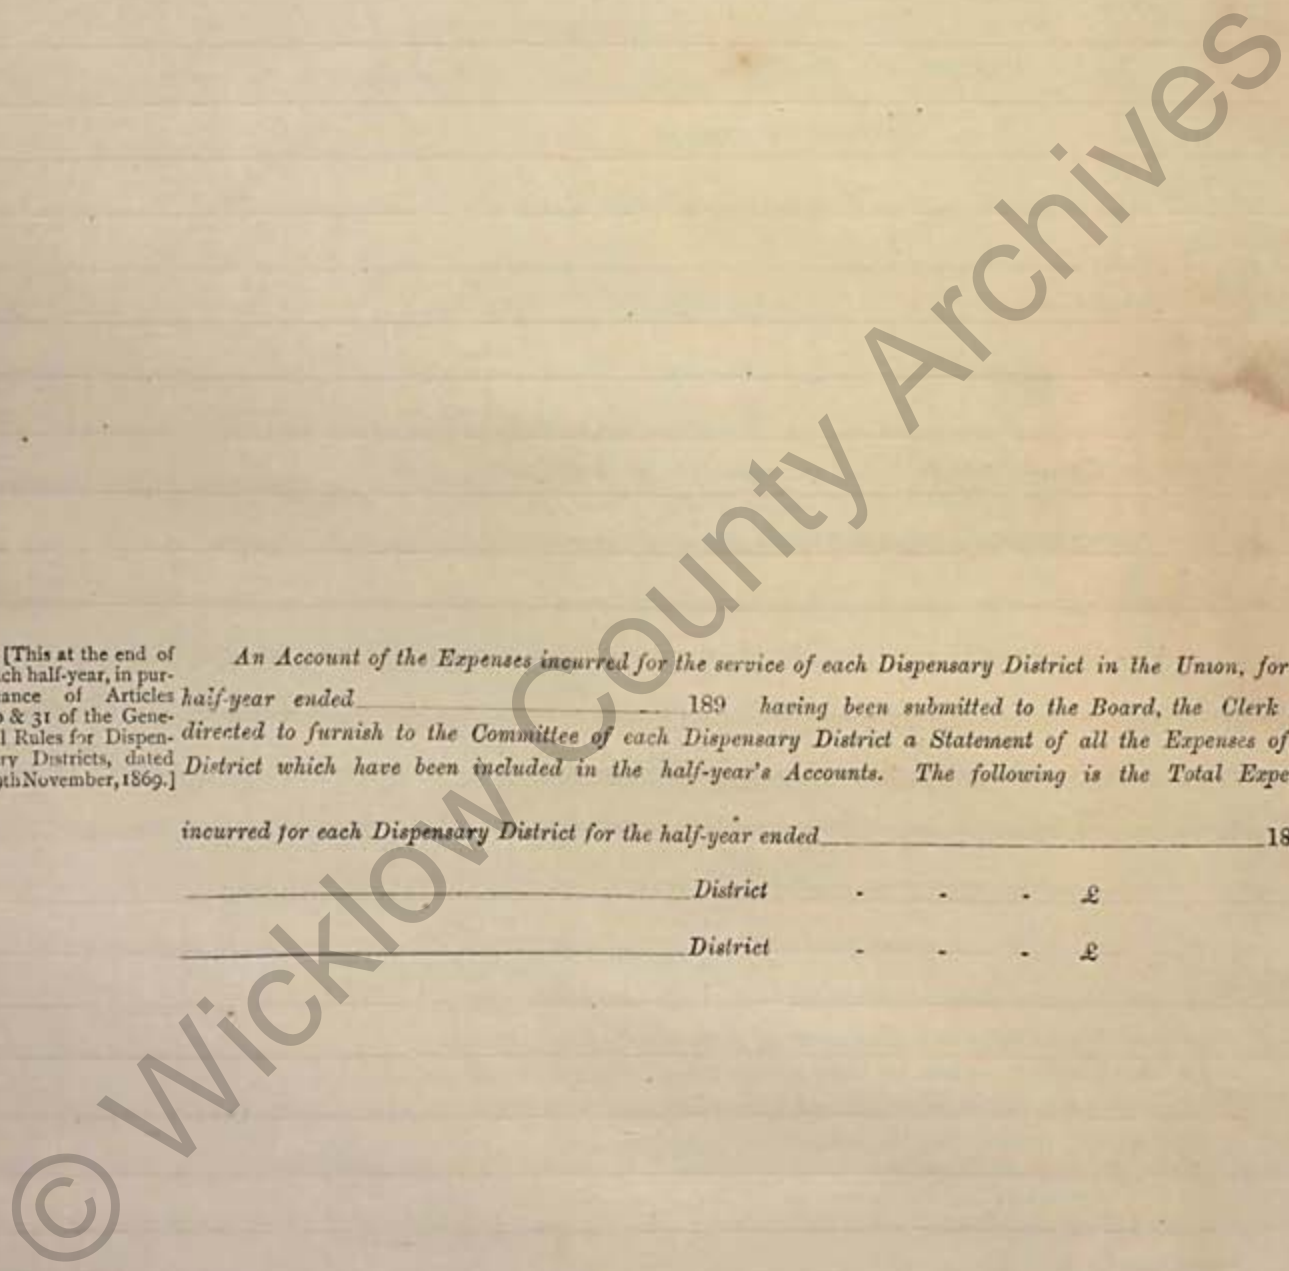 [This at the end of
ch half-year, in pur-
ance of Articles
& 31 of the Gene-
l Rules for Dispen-
ry Districts, dated
th November, 1869.]
An Account of the Expenses incurred for the service of each Dispensary District in the Union, for
half-year ended 189 having been submitted to the Board, the Clerk
directed to furnish to the Committee of each Dispensary District a Statement of all the Expenses of
District which have been included in the half-year's Accounts. The following is the Total Expe
incurred for each Dispensary District for the half-year ended 18
District - - - £
District - - - £
© Wicklow County Archives